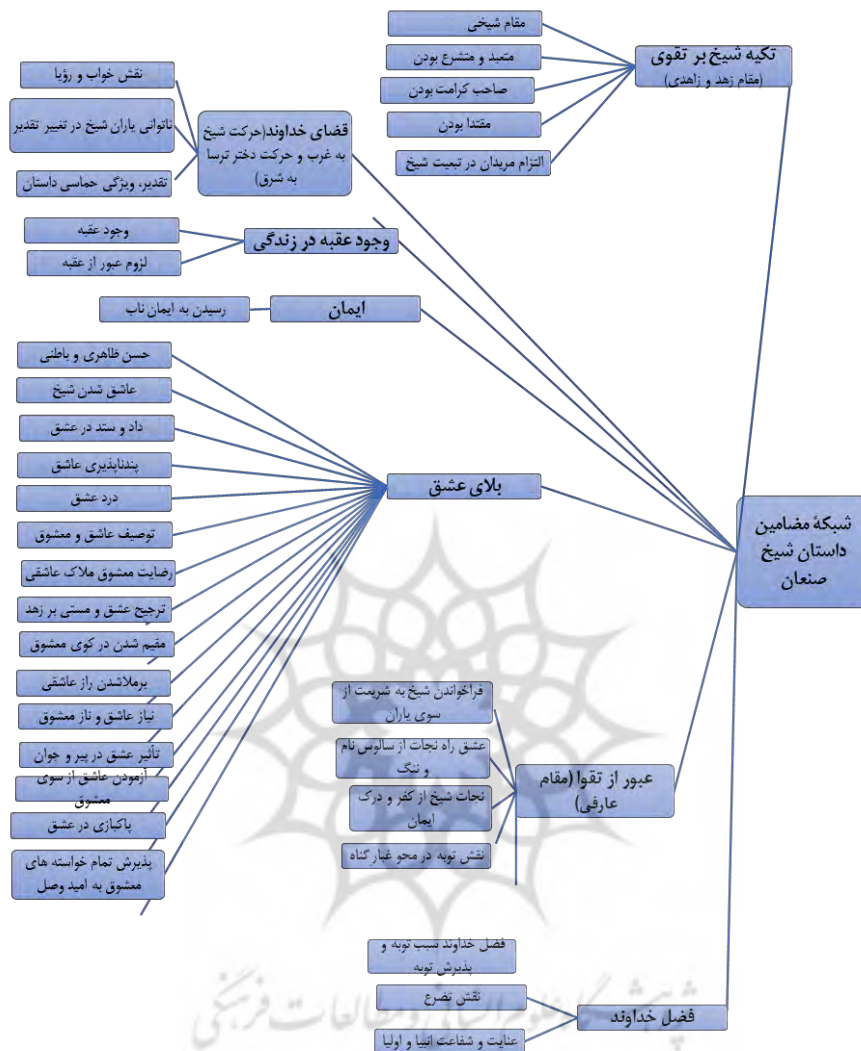 تکیه شیخ بر تقوی
(مقام زهد و زاهدی)
مقام شیخی
متعبد و متشرع بودن
صاحب کرامت بودن
مقتدا بودن
التزام مریدان در تبعیت شیخ
قضای خداوند(حرکت شیخ
به غرب و حرکت دختر ترسا
به شرق)
نقش خواب و رؤیا
ناتوانی یاران شیخ در تغییر تقدیر
تقدیر، ویژگی حماسی داستان
وجود عقبه در زندگی
وجود عقبه
لزوم عبور از عقبه
ایمان
رسیدن به ایمان ناب
شبکۀ مضامین
داستان شیخ
صنعان
بلای عشق
حسن ظاهری و باطنی
عاشق شدن شیخ
داد و ستد در عشق
پندناپذیری عاشق
درد عشق
توصیف عاشق و معشوق
رضایت معشوق ملاک عاشقی
ترجیح عشق و مستی بر زهد
مقیم شدن در کوی معشوق
برملاشدن راز عاشقی
نیاز عاشق و ناز معشوق
تأثیر عشق در پیر و جوان
آزمودن عاشق از سوی
معشوق
پاکبازی در عشق
پذیرش تمام خواسته های
معشوق به امید وصل
عبور از تقوا (مقام
عارفی)
فراخواندن شیخ به شریعت از
سوی یاران
عشق راه نجات از سالوس نام
و ننگ
نجات شیخ از کفر و درک
ایمان
نقش توبه در محو غبار گناه
فضل خداوند
فضل خداوند سبب توبه و
پذیرش توبه
نقش تضرع
عنایت و شفاعت انبیا و اولیا
پژوهشگاه علوم انسانی و مطالعات فرهنگی